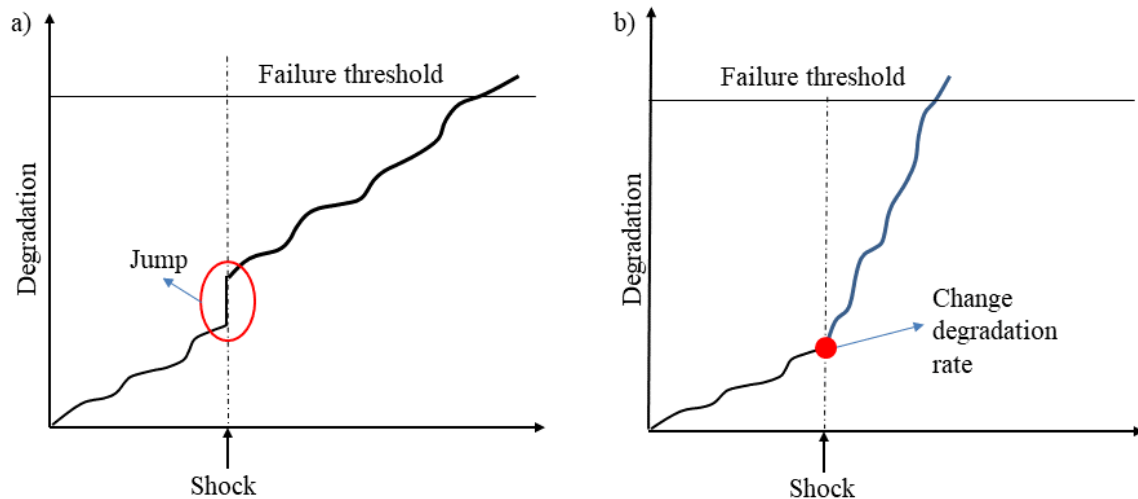 a)
Failure threshold
Degradation
Jump
Shock
b)
Failure threshold
Degradation
Change
degradation
rate
Shock